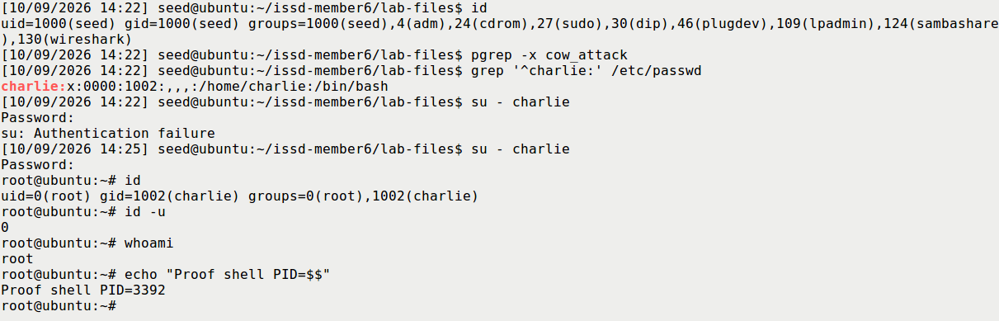 [10/09/2026 14:22] seed@ubuntu:~/issd-member6/lab-files$ id
uid=1000(seed) gid=1000(seed) groups=1000(seed),4(adm),24(cdrom),27(sudo),30(dip),46(plugdev),109(lpadmin),124(sambashare
),130(wireshark)
[10/09/2026 14:22] seed@ubuntu:~/issd-member6/lab-files$ pgrep -x cow_attack
[10/09/2026 14:22] seed@ubuntu:~/issd-member6/lab-files$ grep '^charlie:' /etc/passwd
charlie:x:0000:1002:,,,:/home/charlie:/bin/bash
[10/09/2026 14:22] seed@ubuntu:~/issd-member6/lab-files$ su - charlie
Password:
su: Authentication failure
[10/09/2026 14:25] seed@ubuntu:~/issd-member6/lab-files$ su - charlie
Password:
root@ubuntu:~# id
uid=0(root) gid=1002(charlie) groups=0(root),1002(charlie)
root@ubuntu:~# id -u
0
root@ubuntu:~# whoami
root
root@ubuntu:~# echo "Proof shell PID=$$"
Proof shell PID=3392
root@ubuntu:~#